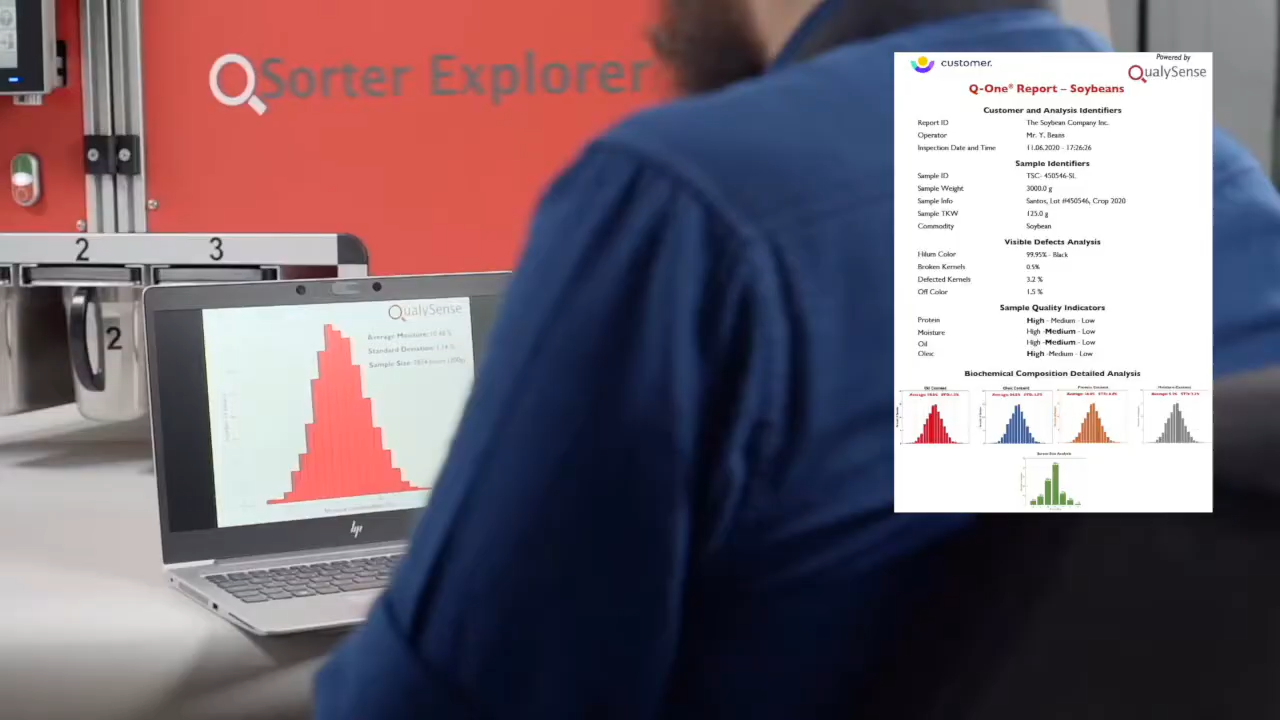 QSorter Explorer
2
3
2
QualySense
Average Moisture: 10.48 %
Standard Deviation: 1.14 %
hp
customer.
Powered by
QualySense
Q-One® Report – Soybeans
Customer and Analysis Identifiers
Report ID The Soybean Company Inc.
Operator Mr. Y. Beans
Inspection Date and Time 11.06.2020 - 17:26:26
Sample Identifiers
Sample ID TSC- 450546-SL
Sample Weight 3000.0 g
Sample Info Santos, Lot #450546, Crop 2020
Sample TKW 125.0 g
Commodity Soybean
Visible Defects Analysis
Hilum Color 99.95% - Black
Broken Kernels 0.5%
Defected Kernels 3.2 %
Off Color 1.5 %
Sample Quality Indicators
Protein High - Medium - Low
Moisture High -Medium - Low
Oil High -Medium - Low
Oleic High -Medium - Low
Biochemical Composition Detailed Analysis